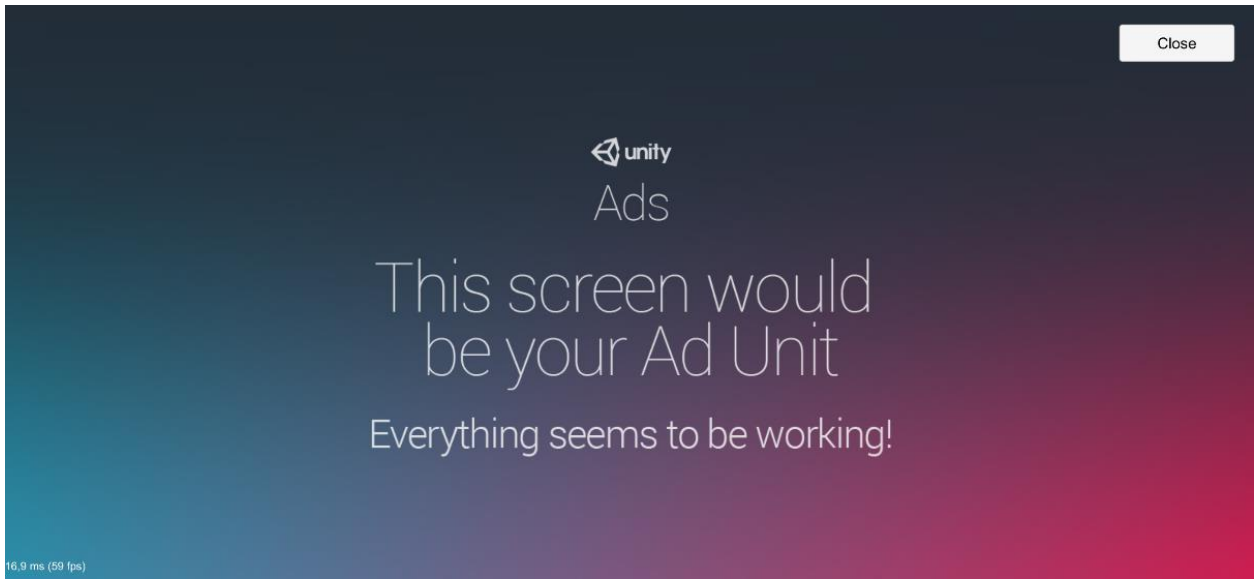 Close
unity
Ads
This screen would
be your Ad Unit
Everything seems to be working!
16,9 ms (59 fps)